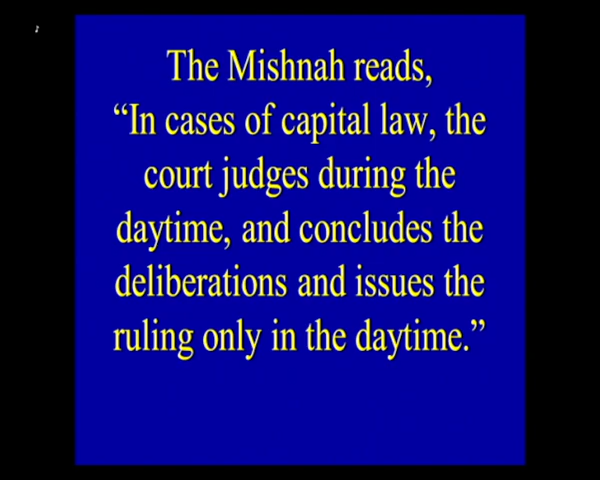 The Mishnah reads,
“In cases of capital law, the
court judges during the
daytime, and concludes the
deliberations and issues the
ruling only in the daytime.”